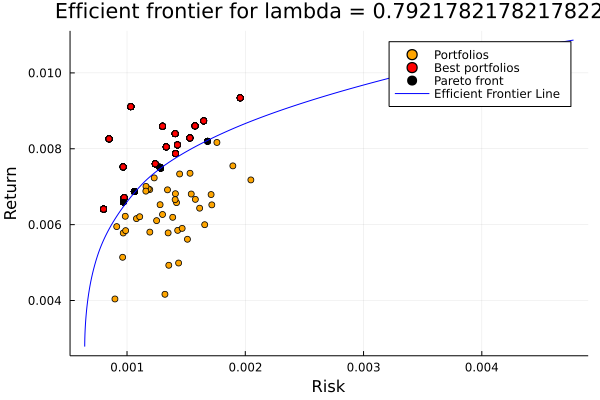 Efficient frontier for lambda = 0.7921782178217822
Portfolios
Best portfolios
Pareto front
Efficient Frontier Line
0.010
0.008
0.006
0.004
Return
0.001 0.002 0.003 0.004
Risk